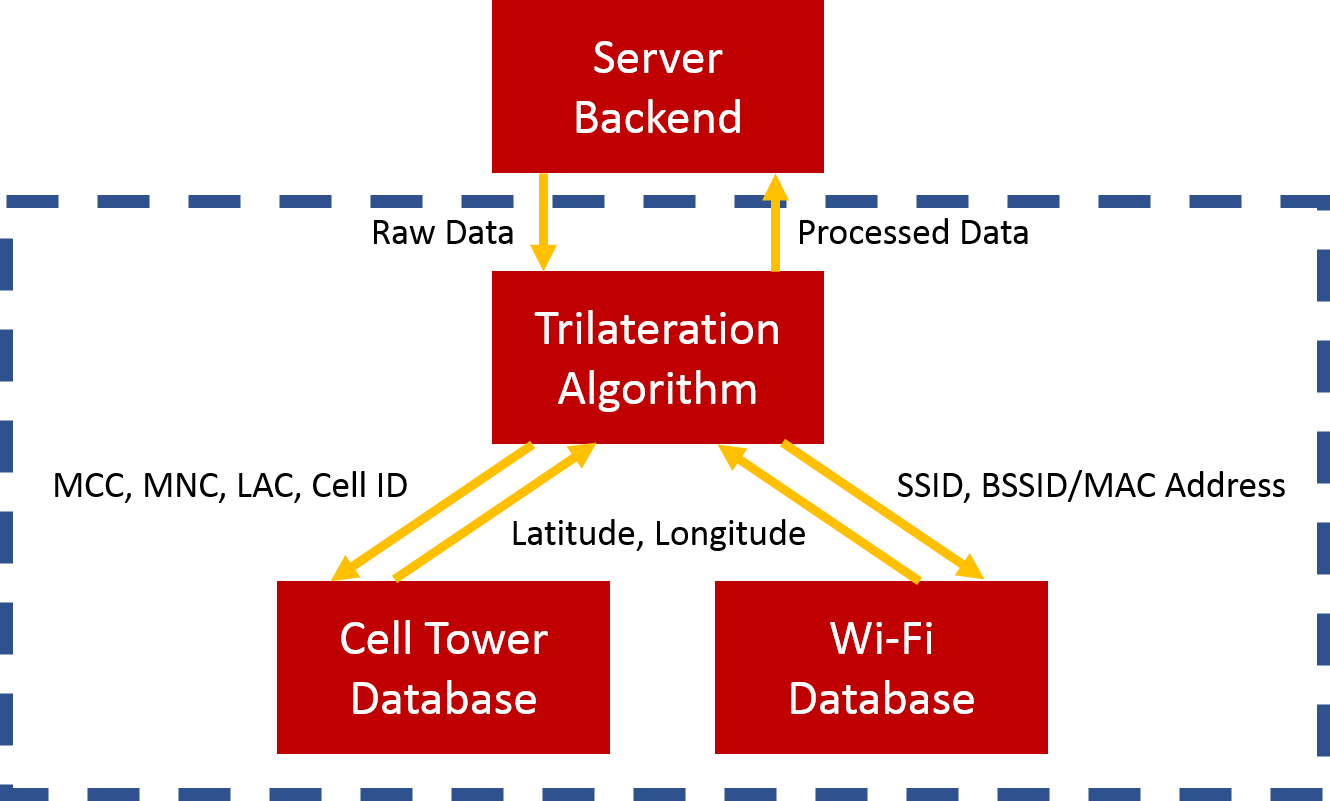 Server
Backend
Raw Data
Processed Data
Trilateration
Algorithm
MCC, MNC, LAC, Cell ID
SSID, BSSID/MAC Address
Latitude, Longitude
Cell Tower
Database
Wi-Fi
Database